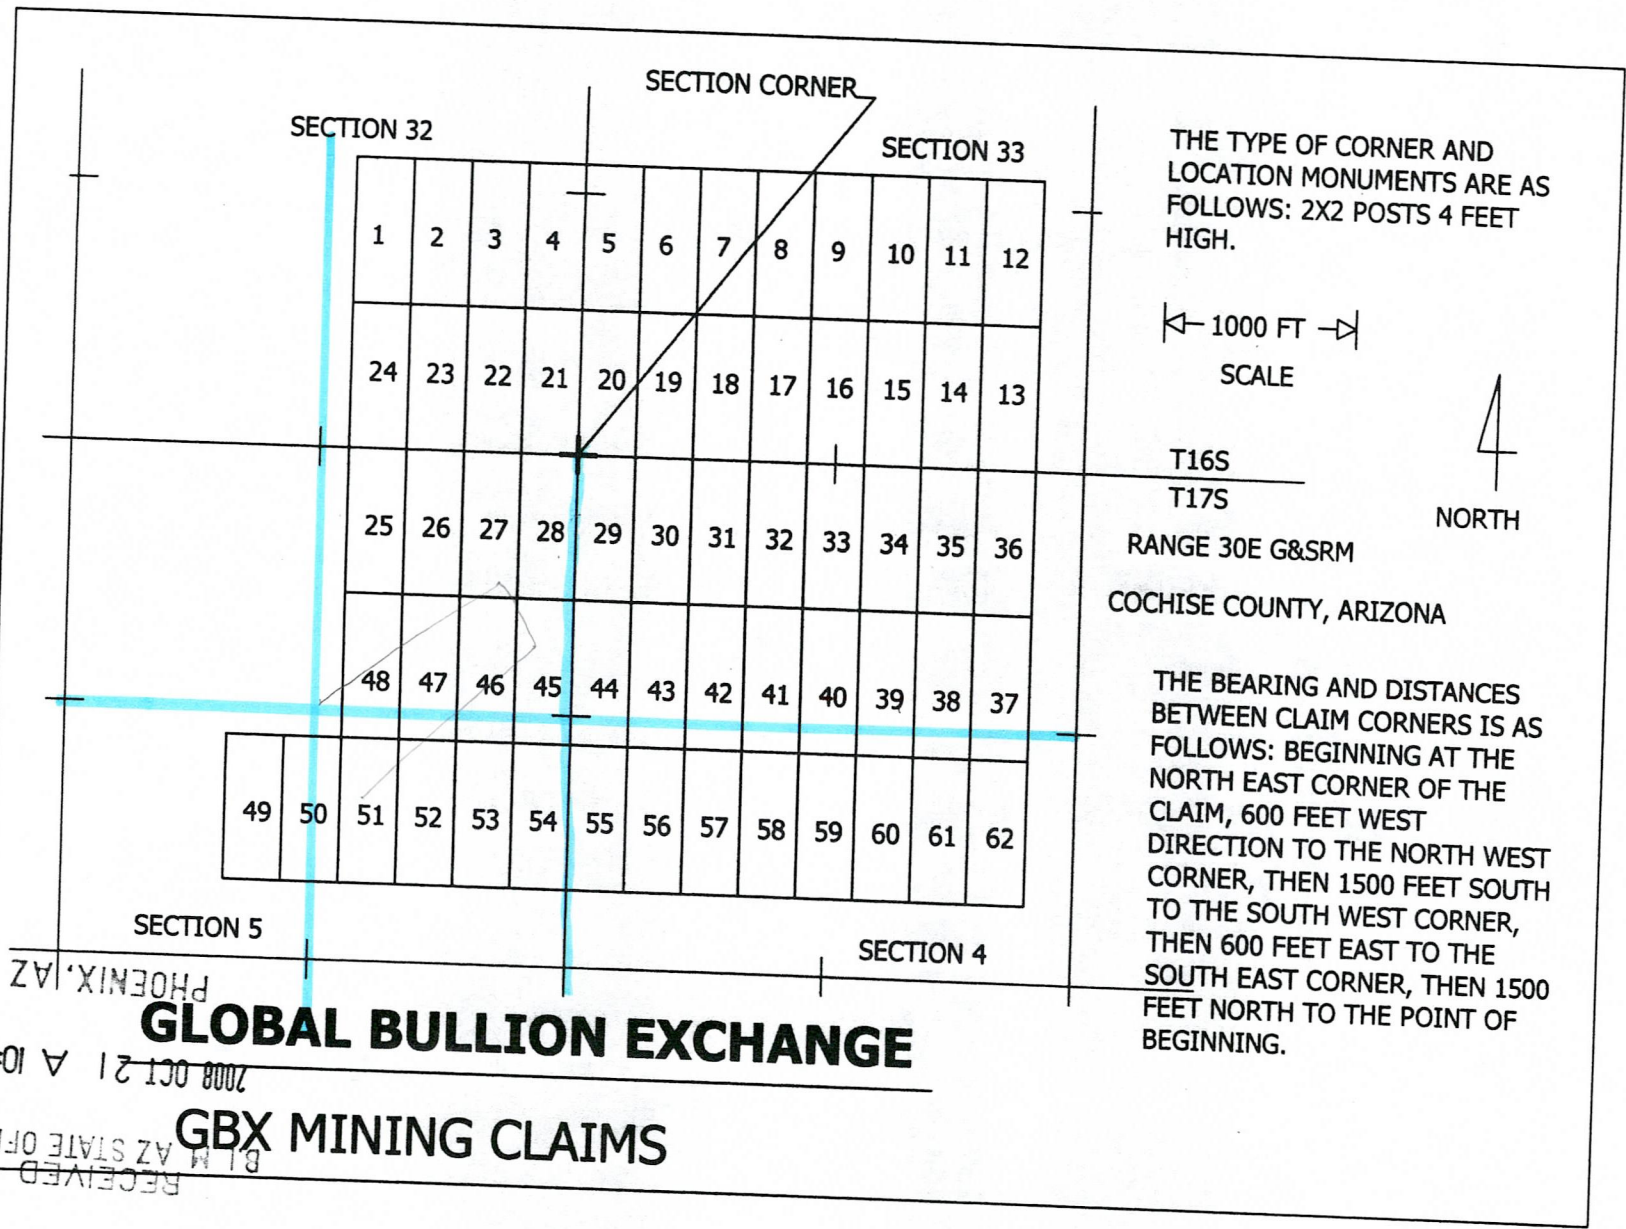 SECTION CORNER
SECTION 32
SECTION 33
1 2 3 4 5 6 7 8 9 10 11 12
24 23 22 21 20 19 18 17 16 15 14 13
25 26 27 28 29 30 31 32 33 34 35 36
48 47 46 45 44 43 42 41 40 39 38 37
49 50 51 52 53 54 55 56 57 58 59 60 61 62
SECTION 5
SECTION 4
THE TYPE OF CORNER AND
LOCATION MONUMENTS ARE AS
FOLLOWS: 2X2 POSTS 4 FEET
HIGH.
1000 FT
SCALE
NORTH
T16S
T17S
RANGE 30E G&SRM
COCHISE COUNTY, ARIZONA
THE BEARING AND DISTANCES
BETWEEN CLAIM CORNERS IS AS
FOLLOWS: BEGINNING AT THE
NORTH EAST CORNER OF THE
CLAIM, 600 FEET WEST
DIRECTION TO THE NORTH WEST
CORNER, THEN 1500 FEET SOUTH
TO THE SOUTH WEST CORNER,
THEN 600 FEET EAST TO THE
SOUTH EAST CORNER, THEN 1500
FEET NORTH TO THE POINT OF
BEGINNING.
GLOBAL BULLION EXCHANGE
GBX MINING CLAIMS
RECEIVED
BLM AZ STATE
2008 OCT 21 A
PHOENIX, AZ